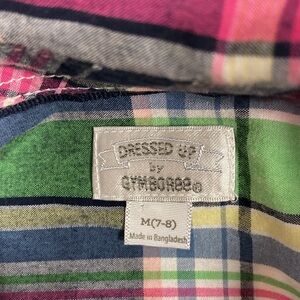 DRESSED UP
by
GYMBOREE®
M(7-8)
Made in Bangladesh